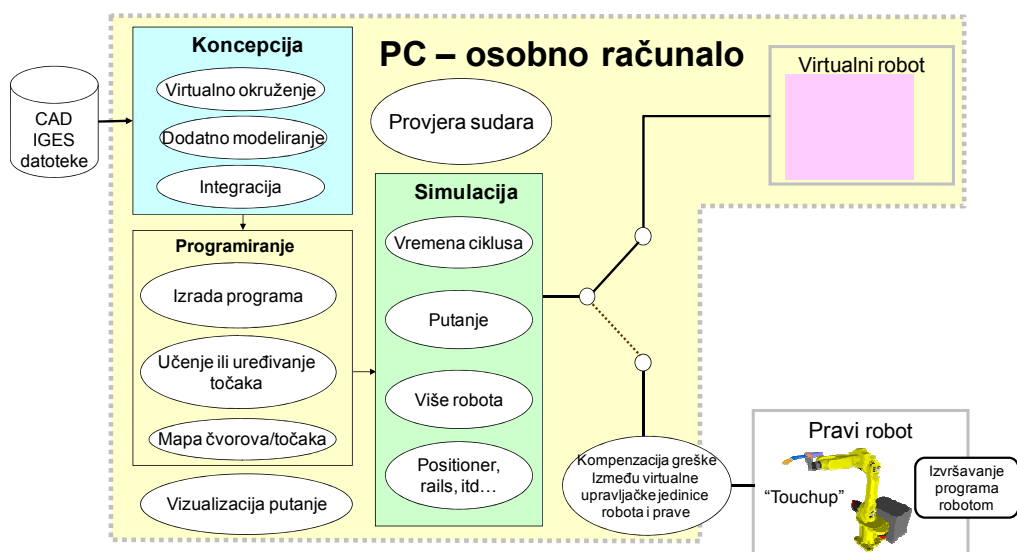 PC – osobno računalo
CAD
IGES
datoteke
Koncepcija
Virtualno okruženje
Dodatno modeliranje
Integracija
Programiranje
Izrada programa
Učenje ili uređivanje
točaka
Mapa čvorova/točaka
Vizualizacija putanje
Provjera sudara
Simulacija
Vremena ciklusa
Putanje
Više robota
Positioner,
rails, itd…
Virtualni robot
Kompenzacija greške
Između virtualne
upravljačke jedinice
robota i prave
Pravi robot
“Touchup”
Izvršavanje
programa
robotom